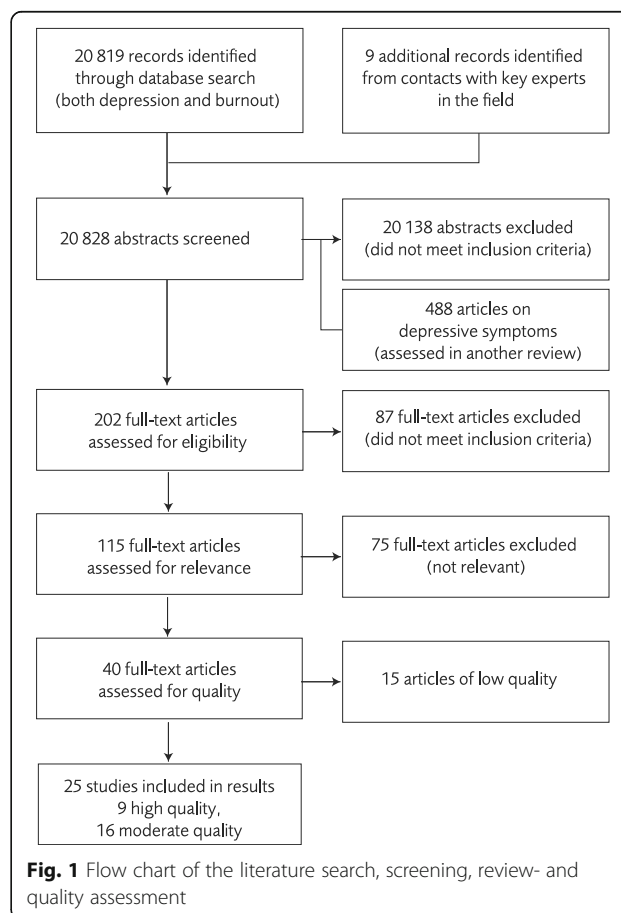 20 819 records identified
through database search
(both depression and burnout)
9 additional records identified
from contacts with key experts
in the field
20 828 abstracts screened
20 138 abstracts excluded
(did not meet inclusion criteria)
488 articles on
depressive symptoms
(assessed in another review)
202 full-text articles
assessed for eligibility
87 full-text articles excluded
(did not meet inclusion criteria)
115 full-text articles
assessed for relevance
75 full-text articles excluded
(not relevant)
40 full-text articles
assessed for quality
15 articles of low quality
25 studies included in results
9 high quality,
16 moderate quality
Fig. 1 Flow chart of the literature search, screening, review- and
quality assessment